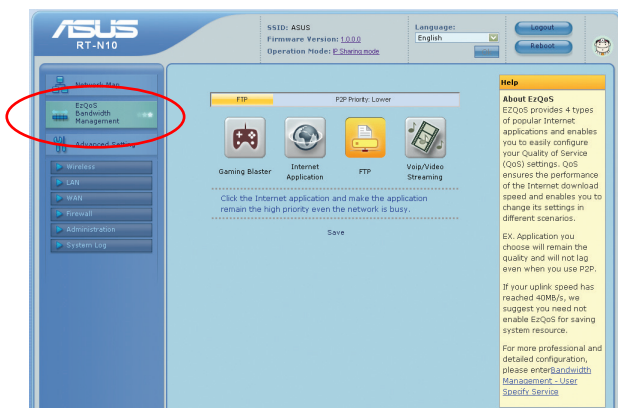 ASUS
RT-N10
SSID: ASUS
Firmware Version: 1.0.0.0
Operation Mode: IP Sharing mode
Language:
English
Logout
Reboot
Network Map
EzQoS
Bandwidth
Management
Advanced Setting
Wireless
LAN
WAN
Firewall
Administration
System Log
FTP
P2P Priority: Lower
Gaming Blaster
Internet
Application
FTP
Voip/Video
Streaming
Click the Internet application and make the application
remain the high priority even the network is busy.
Save
Help
About EzQoS
EZQoS provides 4 types
of popular Internet
applications and enables
you to easily configure
your Quality of Service
(QoS) settings. QoS
ensures the performance
of the Internet download
speed and enables you to
change its settings in
different scenarios.
EX. Application you
choose will remain the
quality and will not lag
even when you use P2P.
If your uplink speed has
reached 40MB/s, we
suggest you need not
enable EzQoS for saving
system resource.
For more professional and
detailed configuration,
please enterBandwidth
Management - User
Specify Service